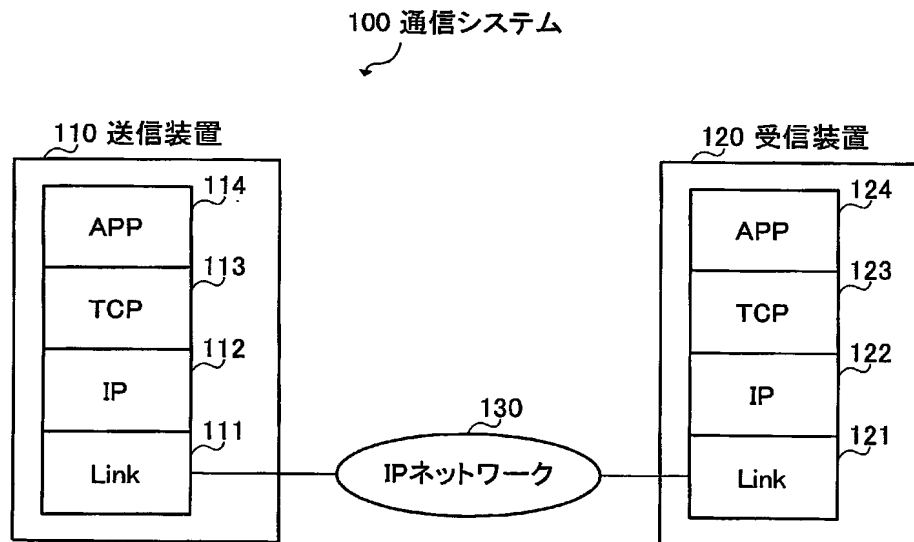 100 通信システム
110 送信装置
114
APP
113
TCP
112
IP
111
Link
130
IPネットワーク
120 受信装置
124
APP
123
TCP
122
IP
121
Link